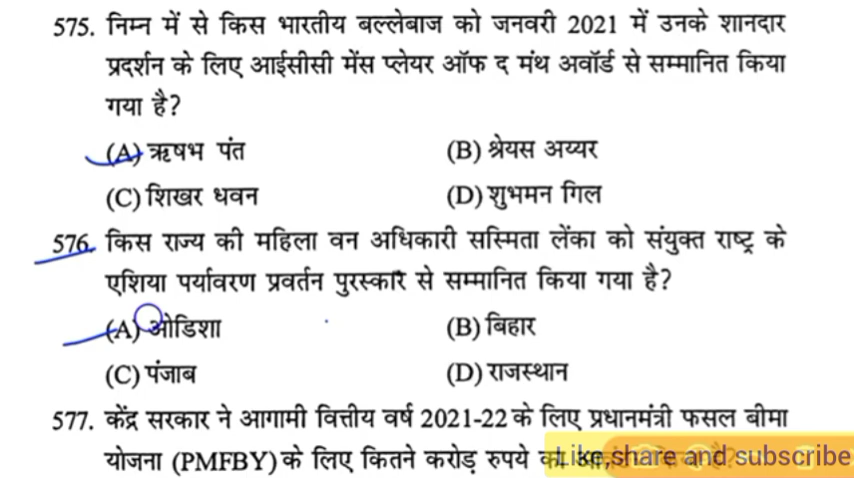 575. निम्न में से किस भारतीय बल्लेबाज को जनवरी 2021 में उनके शानदार
प्रदर्शन के लिए आईसीसी मेंस प्लेयर ऑफ द मंथ अवॉर्ड से सम्मानित किया
गया है?
(A) ऋषभ पंत (B) श्रेयस अय्यर
(C) शिखर धवन (D) शुभमन गिल
576. किस राज्य की महिला वन अधिकारी सस्मिता लेंका को संयुक्त राष्ट्र के
एशिया पर्यावरण प्रवर्तन पुरस्कार से सम्मानित किया गया है?
(A) ओडिशा (B) बिहार
(C) पंजाब (D) राजस्थान
577. केंद्र सरकार ने आगामी वित्तीय वर्ष 2021-22 के लिए प्रधानमंत्री फसल बीमा
योजना (PMFBY) के लिए कितने करोड़ रुपये का
Like,share and subscribe